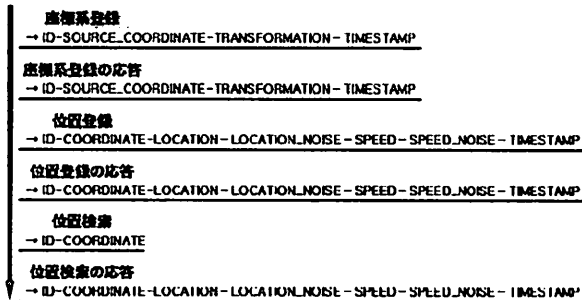 座標系登録
→ ID-SOURCE_COORDINATE-TRANSFORMATION-TIMESTAMP
座標系登録の応答
→ ID-SOURCE_COORDINATE-TRANSFORMATION-TIMESTAMP
位置登録
→ ID-COORDINATE-LOCATION-LOCATION_NOISE-SPEED-SPEED_NOISE-TIMESTAMP
位置登録の応答
→ ID-COORDINATE-LOCATION-LOCATION_NOISE-SPEED-SPEED_NOISE-TIMESTAMP
位置検索
→ ID-COORDINATE
位置検索の応答
→ ID-COORDINATE-LOCATION-LOCATION_NOISE-SPEED-SPEED_NOISE-TIMESTAMP